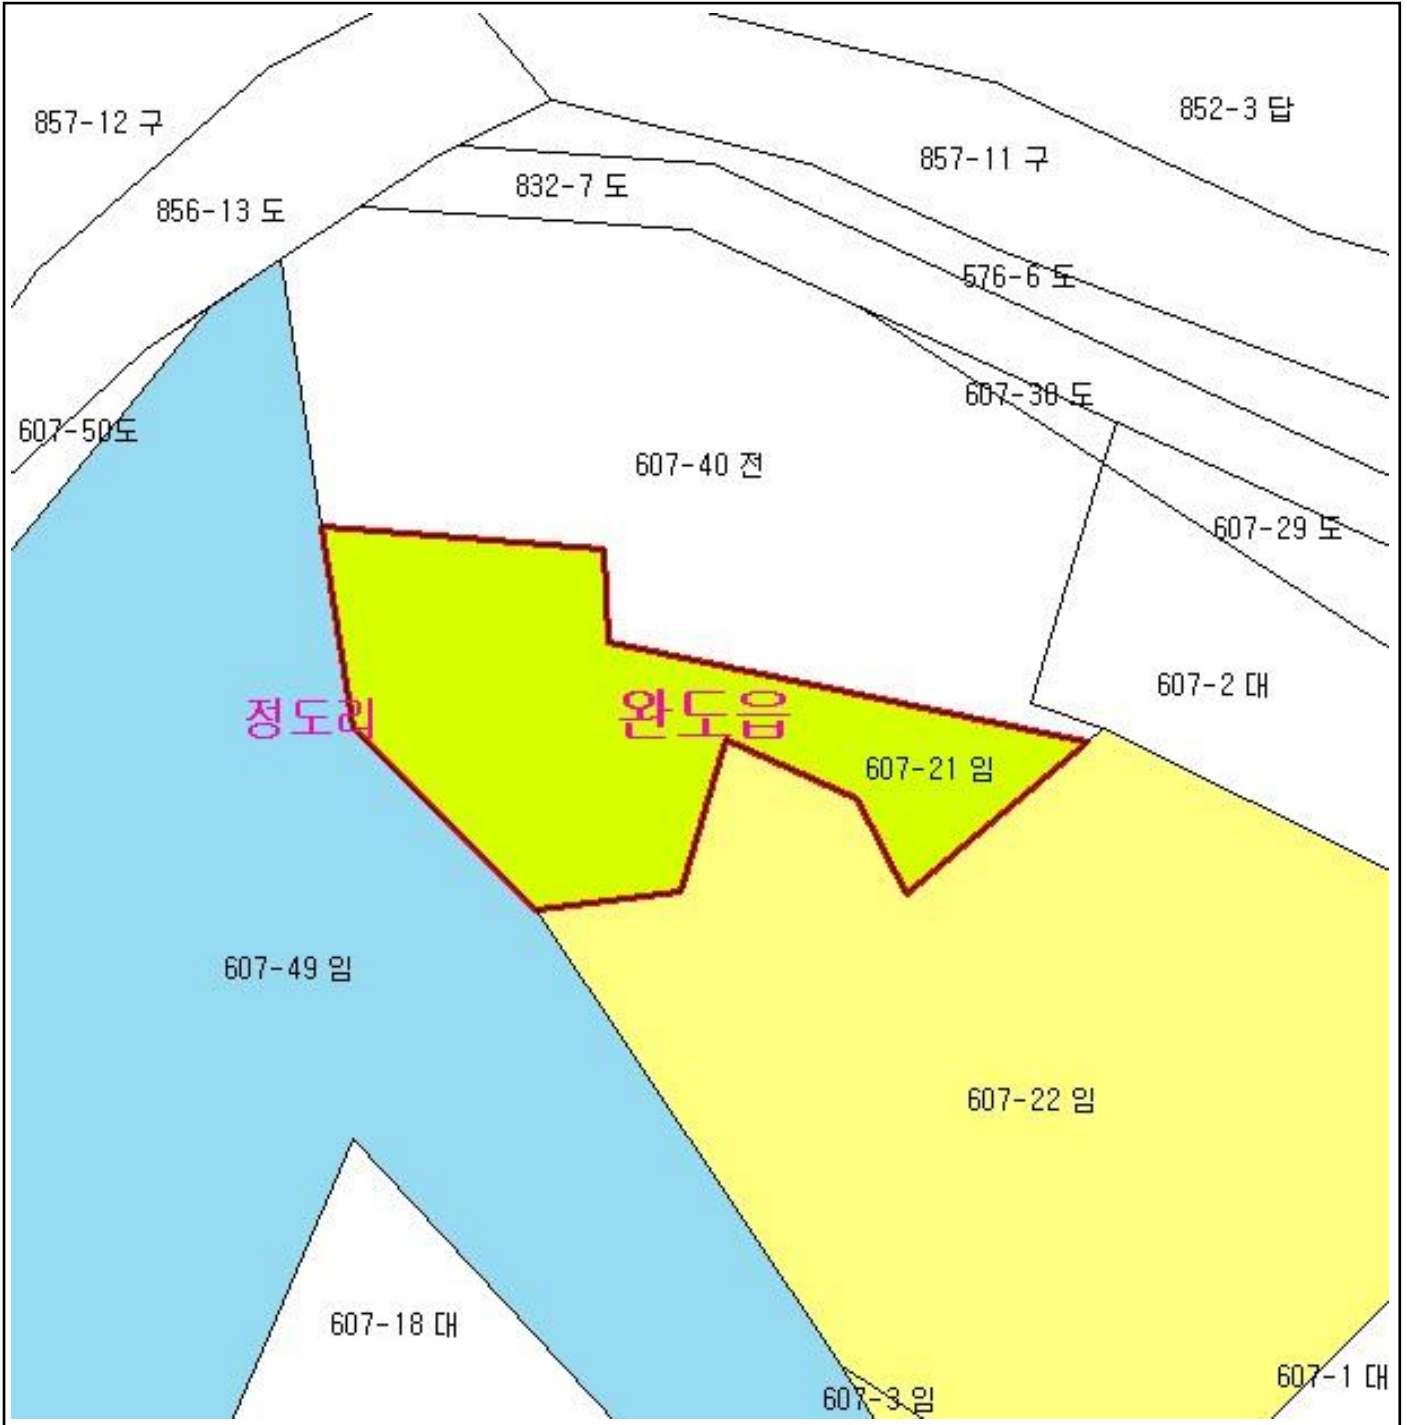 852-3 답
857-12 구
857-11 구
832-7 도
856-13 도
576-6 도
607-30 도
607-50도
607-40 전
607-29 도
607-2 대
정도리
완도읍
607-21 임
607-49 임
607-22 임
607-18 대
607-1 대
607-3 임